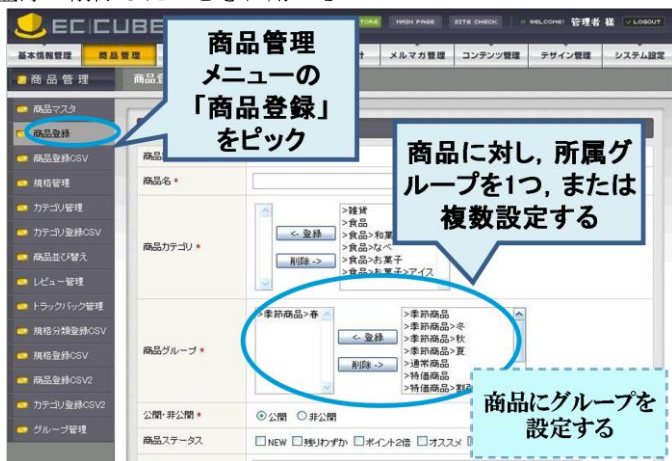 EC CUBE
MAIN PAGE
SITE CHECK
WELCOME! 管理者 様
LOGOUT
基本情報管理
商品管理
メルマガ管理
コンテンツ管理
デザイン管理
システム設定
商品管理
商品マスタ
商品登録
商品登録CSV
規格管理
カテゴリ管理
カテゴリ登録CSV
商品並び替え
レビュー管理
トラックバック管理
規格分類登録CSV
規格登録CSV
商品登録CSV2
カテゴリ登録CSV2
グループ管理
商品管理
メニューの
「商品登録」
をピック
商品に対し，所属グ
ループを1つ，または
複数設定する
商品名*
商品カテゴリ*
<- 登録
削除 ->
>雑貨
>食品
>食品>和菓
>食品>なべ
>食品>お菓子
>食品>お菓子>アイス
商品グループ*
>季節商品>春
<- 登録
削除 ->
>季節商品
>季節商品>冬
>季節商品>秋
>季節商品>夏
>通常商品
>特価商品
>特価商品>割
商品にグループを
設定する
公開・非公開*
公開 非公開
商品ステータス
NEW 残りわずか ポイント2倍 オススメ